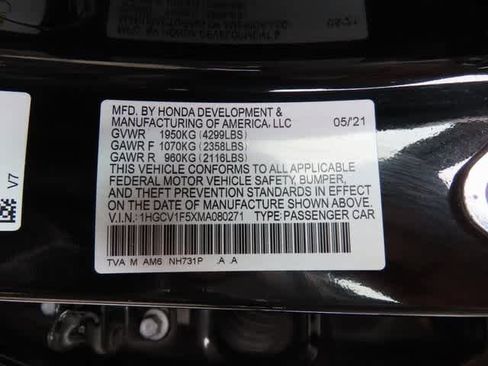 MFD. BY HONDA DEVELOPMENT &
MANUFACTURING OF AMERICA, LLC 05/21
GVWR 1950KG (4299LBS)
GAWR F 1070KG (2358LBS)
GAWR R 960KG (2116LBS)
THIS VEHICLE CONFORMS TO ALL APPLICABLE
FEDERAL MOTOR VEHICLE SAFETY, BUMPER,
AND THEFT PREVENTION STANDARDS IN EFFECT
ON THE DATE OF MANUFACTURE SHOWN ABOVE.
V.I.N.: 1HGCV1F5XMA080271 TYPE: PASSENGER CAR
TVA M AM6 NH731P .A .A
V7